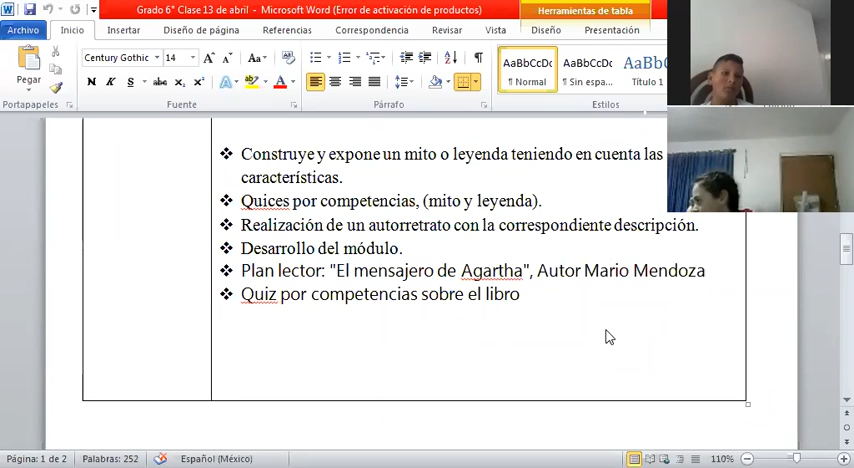 Grado 6° Clase 13 de abril - Microsoft Word (Error de activación de productos)
Herramientas de tabla
Archivo Inicio Insertar Diseño de página Referencias Correspondencia Revisar Vista Diseño Presentación
Century Gothic 14
Pegar
N K S abc x₂ x²
AaBbCcDc AaBbCcDc AaBbC
¶ Normal ¶ Sin espa... Título 1
Portapapeles Fuente Párrafo Estilos
❖ Construye y expone un mito o leyenda teniendo en cuenta las
características.
❖ Quices por competencias, (mito y leyenda).
❖ Realización de un autorretrato con la correspondiente descripción.
❖ Desarrollo del módulo.
❖ Plan lector: "El mensajero de Agartha", Autor Mario Mendoza
❖ Quiz por competencias sobre el libro
Página: 1 de 2 Palabras: 252 Español (México) 110%